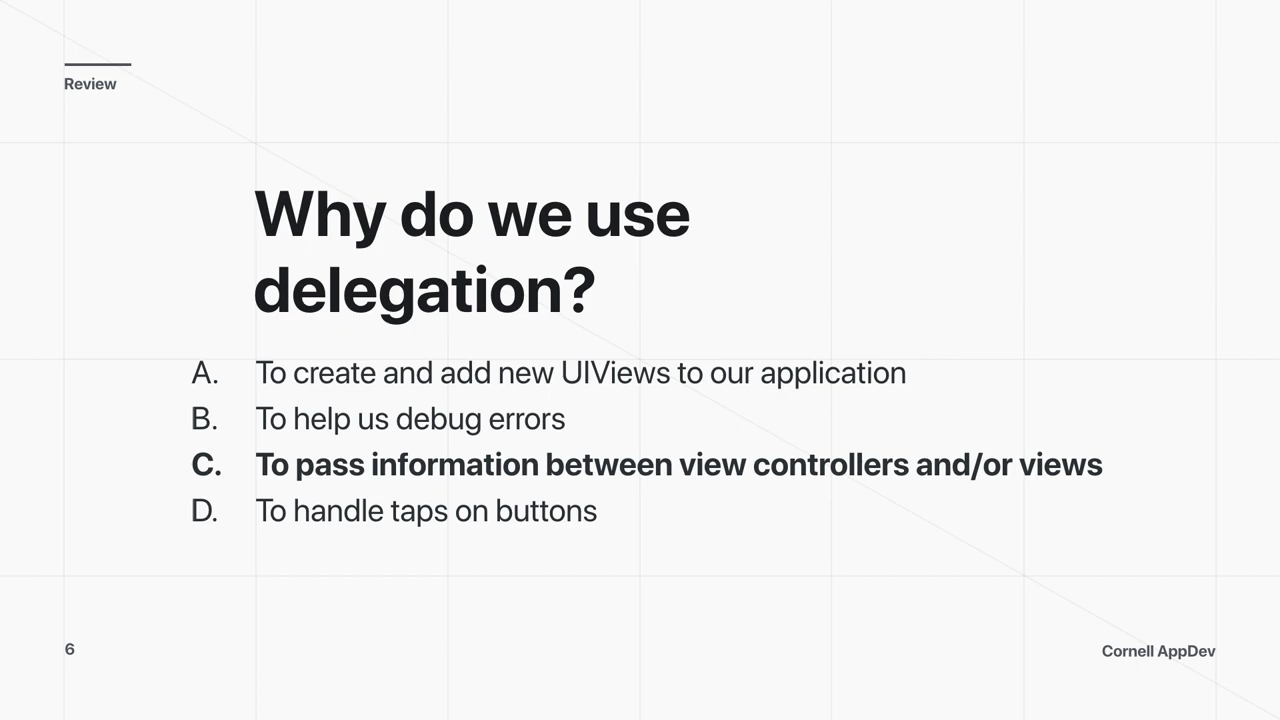 Review
Why do we use
delegation?
A. To create and add new UIViews to our application
B. To help us debug errors
C. To pass information between view controllers and/or views
D. To handle taps on buttons
6
Cornell AppDev